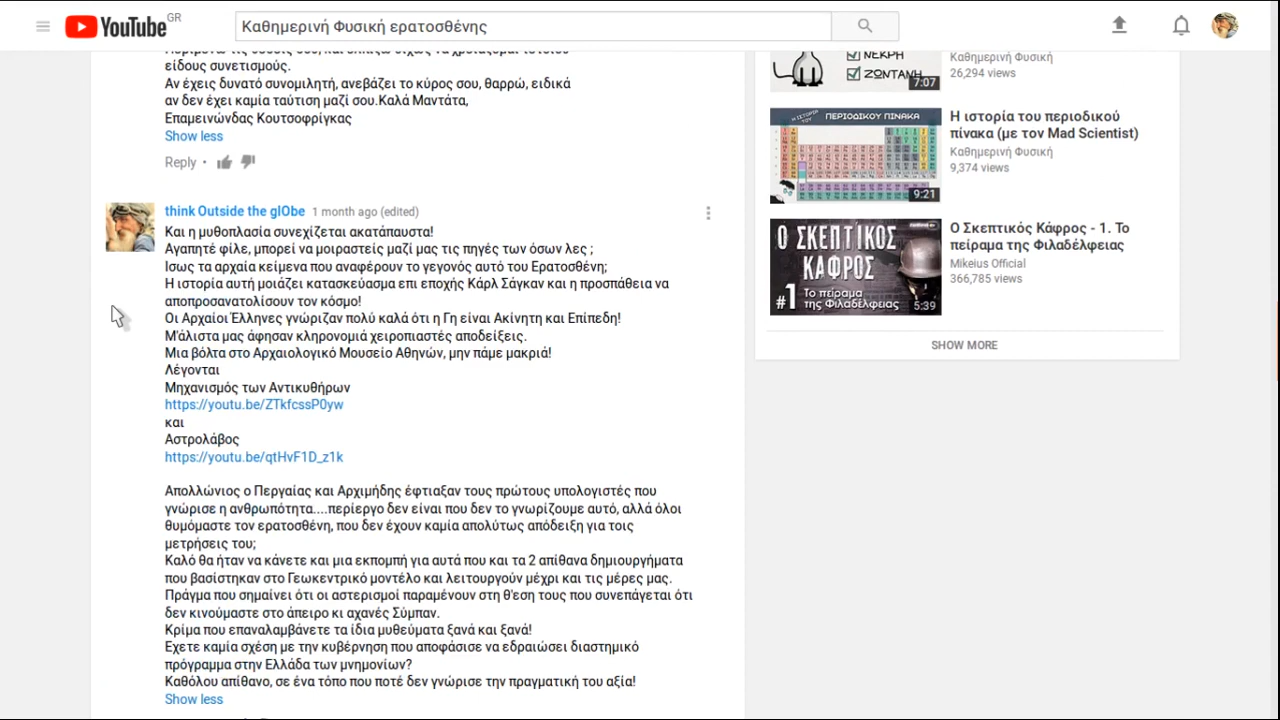 YouTube GR
Καθημερινή Φυσική ερατοσθένης
είδους συνετισμούς.
Αν έχεις δυνατό συνομιλητή, ανεβάζει το κύρος σου, θαρρώ, ειδικά
αν δεν έχει καμία ταύτιση μαζί σου.Καλά Μαντάτα,
Επαμεινώνδας Κουτσοφρίγκας
Show less
Reply •
think Outside the glObe 1 month ago (edited)
Και η μυθοπλασία συνεχίζεται ακατάπαυστα!
Αγαπητέ φίλε, μπορεί να μοιραστείς μαζί μας τις πηγές των όσων λες ;
Ισως τα αρχαία κείμενα που αναφέρουν το γεγονός αυτό του Ερατοσθένη;
Η ιστορία αυτή μοιάζει κατασκεύασμα επι εποχής Κάρλ Σάγκαν και η προσπάθεια να
αποπροσανατολίσουν τον κόσμο!
Οι Αρχαίοι Έλληνες γνώριζαν πολύ καλά ότι η Γη είναι Ακίνητη και Επίπεδη!
Μ'άλιστα μας άφησαν κληρονομιά χειροπιαστές αποδείξεις.
Μια βόλτα στο Αρχαιολογικό Μουσείο Αθηνών, μην πάμε μακριά!
Λέγονται
Μηχανισμός των Αντικυθήρων
https://youtu.be/ZTkfcssP0yw
και
Αστρολάβος
https://youtu.be/qtHvF1D_z1k
Απολλώνιος ο Περγαίας και Αρχιμήδης έφτιαξαν τους πρώτους υπολογιστές που
γνώρισε η ανθρωπότητα....περίεργο δεν είναι που δεν το γνωρίζουμε αυτό, αλλά όλοι
θυμόμαστε τον ερατοσθένη, που δεν έχουν καμία απολύτως απόδειξη για τοις
μετρήσεις του;
Καλό θα ήταν να κάνετε και μια εκπομπή για αυτά που και τα 2 απίθανα δημιουργήματα
που βασίστηκαν στο Γεωκεντρικό μοντέλο και λειτουργούν μέχρι και τις μέρες μας.
Πράγμα που σημαίνει ότι οι αστερισμοί παραμένουν στη θ'εση τους που συνεπάγεται ότι
δεν κινούμαστε στο άπειρο κι αχανές Σύμπαν.
Κρίμα που επαναλαμβάνετε τα ίδια μυθεύματα ξανά και ξανά!
Εχετε καμία σχέση με την κυβέρνηση που αποφάσισε να εδραιώσει διαστημικό
πρόγραμμα στην Ελλάδα των μνημονίων?
Καθόλου απίθανο, σε ένα τόπο που ποτέ δεν γνώρισε την πραγματική του αξία!
Show less
ΝΕΚΡΗ
ΖΩΝΤΑΝΗ
7:07
Καθημερινή Φυσική
26,294 views
Η ΙΣΤΟΡΙΑ ΤΟΥ ΠΕΡΙΟΔΙΚΟΥ ΠΙΝΑΚΑ
9:21
Η ιστορία του περιοδικού
πίνακα (με τον Mad Scientist)
Καθημερινή Φυσική
9,374 views
Ο ΣΚΕΠΤΙΚΟΣ
ΚΑΦΡΟΣ
#1 Το πείραμα
της Φιλαδέλφειας
5:39
Ο Σκεπτικός Κάφρος - 1. Το
πείραμα της Φιλαδέλφειας
Mikeius Official
366,785 views
SHOW MORE